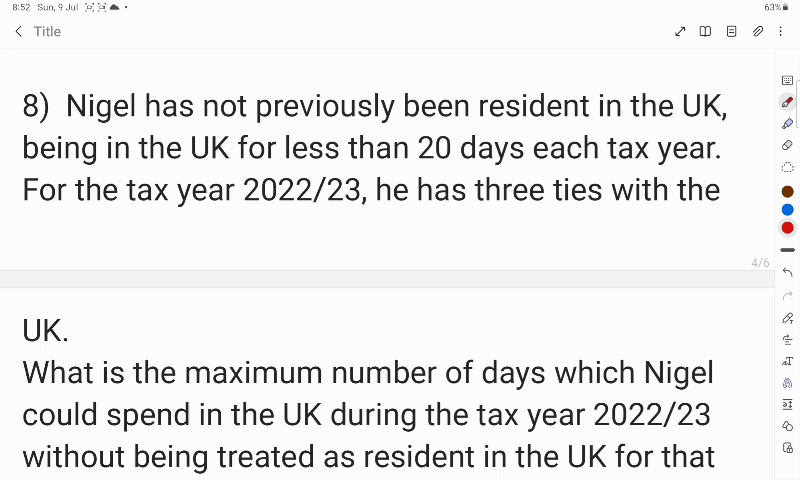 8:52 Sun, 9 Jul
63%
Title
8) Nigel has not previously been resident in the UK,
being in the UK for less than 20 days each tax year.
For the tax year 2022/23, he has three ties with the
4/6
UK.
What is the maximum number of days which Nigel
could spend in the UK during the tax year 2022/23
without being treated as resident in the UK for that